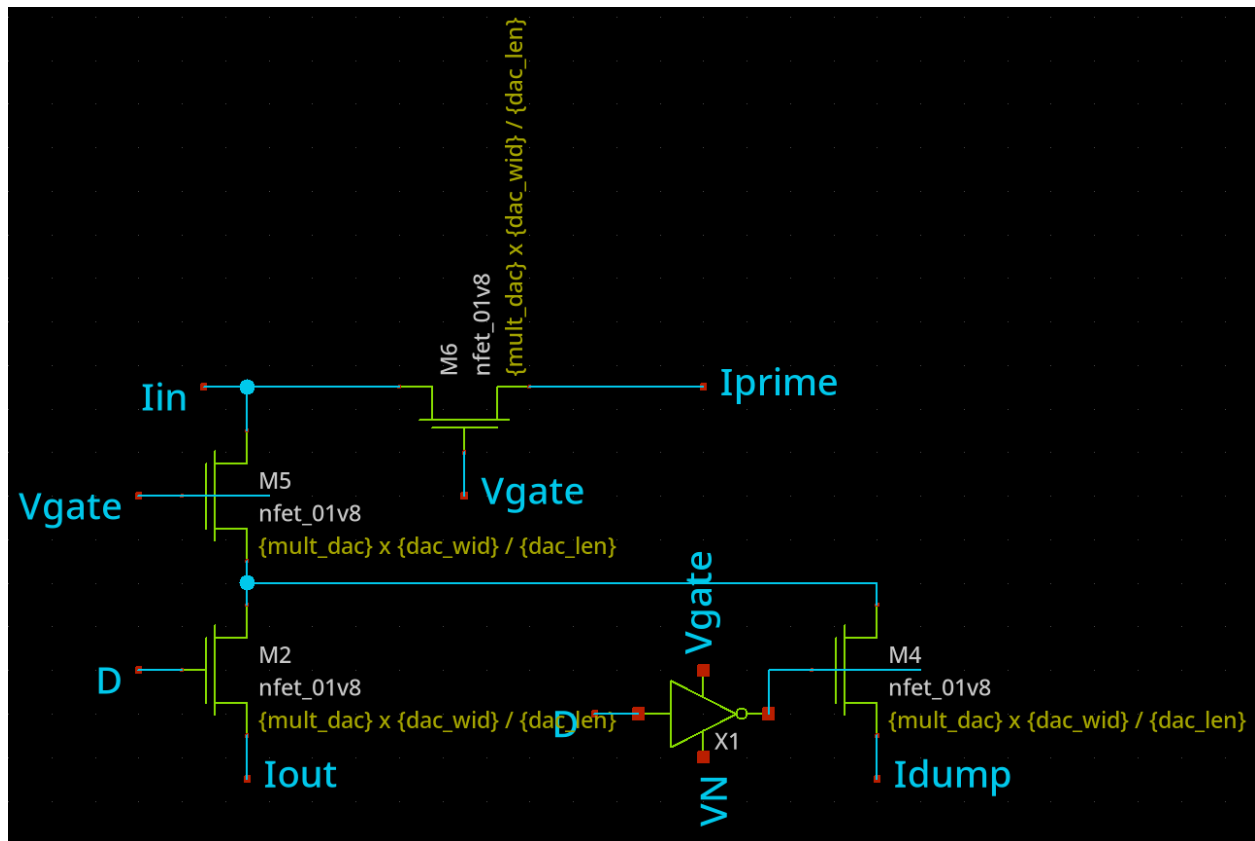 {mult_dac} x {dac_wid} / {dac_len}
nfet_01v8
M6
Iin
Iprime
Vgate
M5
Vgate
nfet_01v8
{mult_dac} x {dac_wid} / {dac_len}
Vgate
M2
M4
D
nfet_01v8
nfet_01v8
{mult_dac} x {dac_wid} / {dac_len}
D
{mult_dac} x {dac_wid} / {dac_len}
X1
Iout
Idump
VN